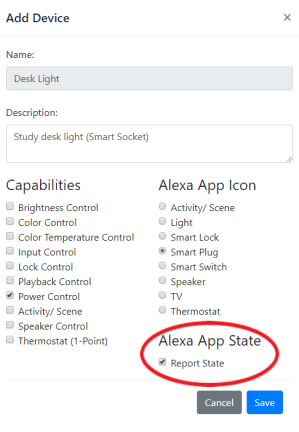 Add Device ×
Name:
Desk Light
Description:
Study desk light (Smart Socket)
Capabilities
Brightness Control
Color Control
Color Temperature Control
Input Control
Lock Control
Playback Control
Power Control
Activity/ Scene
Speaker Control
Thermostat (1-Point)
Alexa App Icon
Activity/ Scene
Light
Smart Lock
Smart Plug
Smart Switch
Speaker
TV
Thermostat
Alexa App State
Report State
Cancel
Save